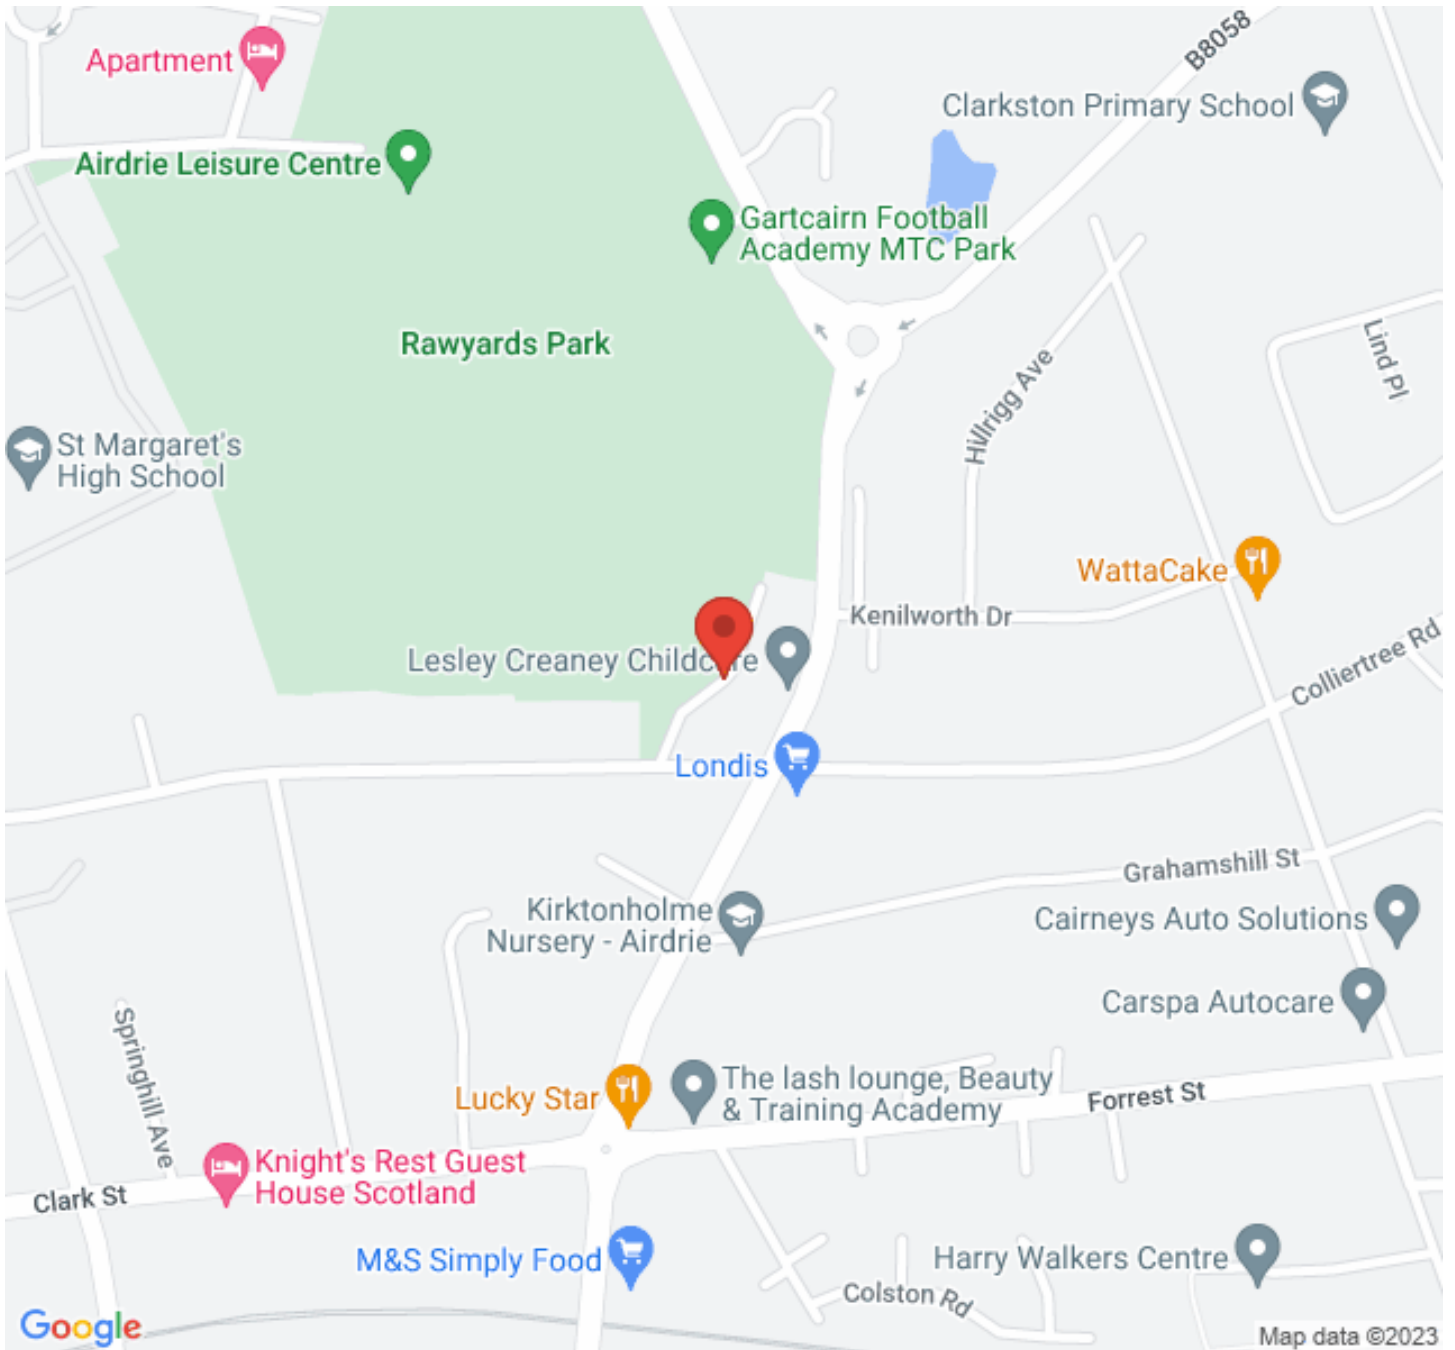 B8058
Apartment
Clarkston Primary School
Airdrie Leisure Centre
Gartcairn Football
Academy MTC Park
Rawyards Park
Lind Pl
Hillrigg Ave
St Margaret's
High School
WattaCake
Kenilworth Dr
Lesley Creaney Childcare
Colliertree Rd
Londis
Grahamshill St
Kirktonholme
Nursery - Airdrie
Cairneys Auto Solutions
Carspa Autocare
Springhill Ave
Lucky Star
The lash lounge, Beauty
& Training Academy
Forrest St
Knight's Rest Guest
House Scotland
Clark St
M&S Simply Food
Harry Walkers Centre
Colston Rd
Google
Map data ©2023